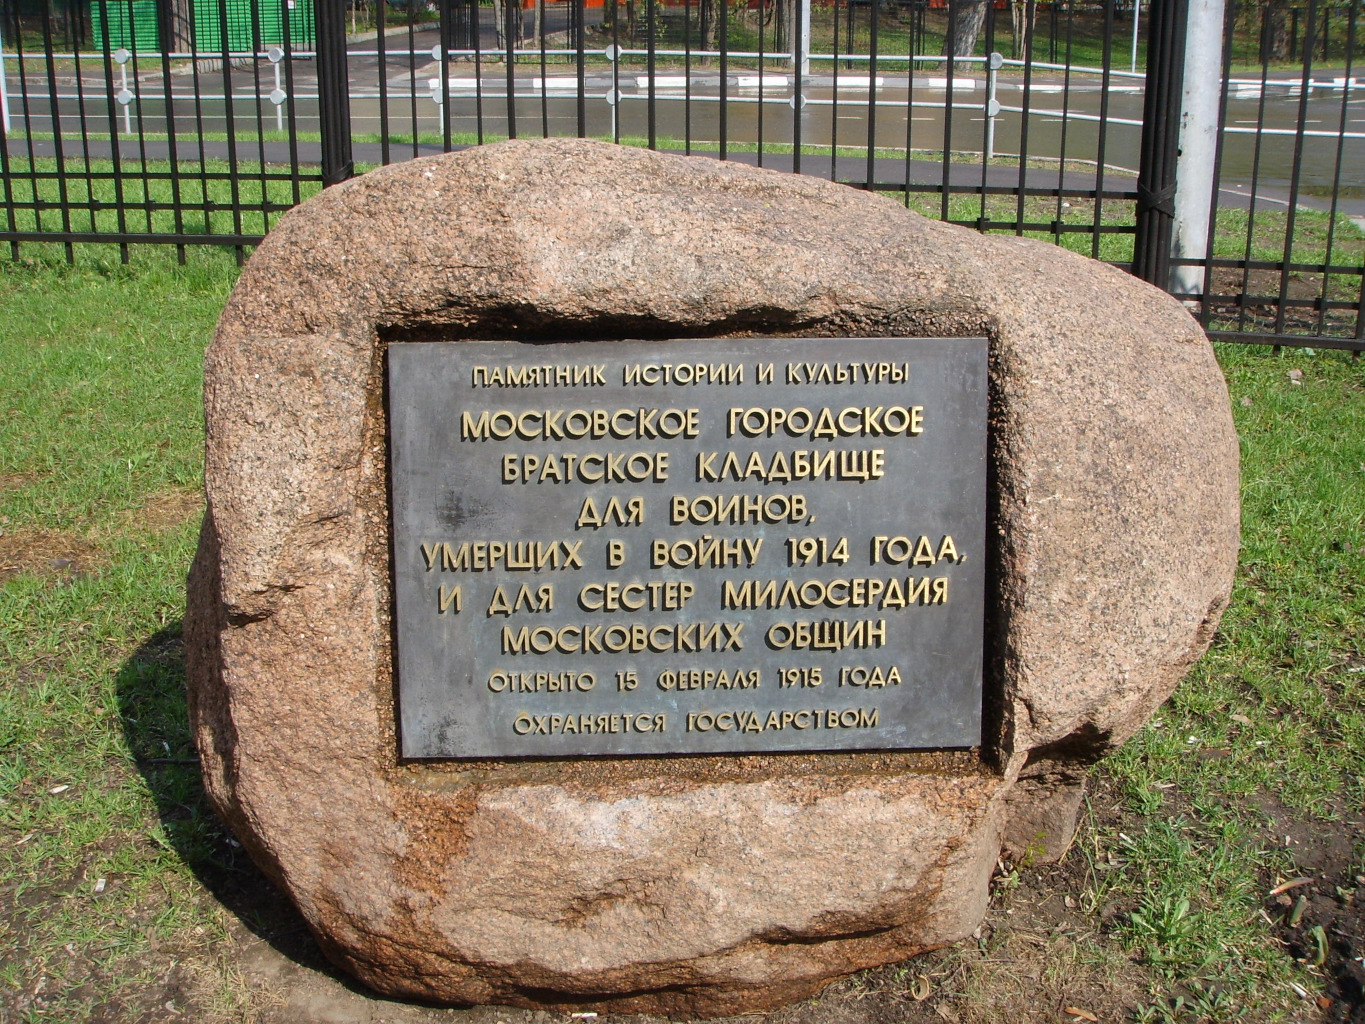 ПАМЯТНИК ИСТОРИИ И КУЛЬТУРЫ
МОСКОВСКОЕ ГОРОДСКОЕ
БРАТСКОЕ КЛАДБИЩЕ
ДЛЯ ВОИНОВ,
УМЕРШИХ В ВОЙНУ 1914 ГОДА,
И ДЛЯ СЕСТЕР МИЛОСЕРДИЯ
МОСКОВСКИХ ОБЩИН
ОТКРЫТО 15 ФЕВРАЛЯ 1915 ГОДА
ОХРАНЯЕТСЯ ГОСУДАРСТВОМ